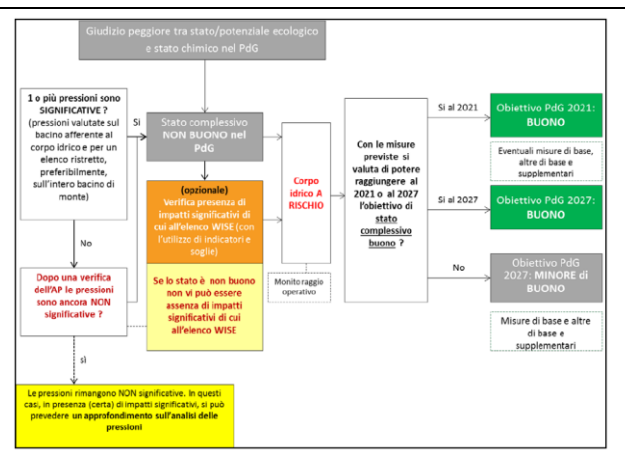 Giudizio peggiore tra stato/potenziale ecologico
e stato chimico nel PdG
1 o più pressioni sono
SIGNIFICATIVE ?
(pressioni valutate sul
bacino afferente al
corpo idrico e per un
elenco ristretto,
preferibilmente,
sull'intero bacino di
monte)
Si
Stato complessivo
NON BUONO nel
PdG
(opzionale)
Verifica presenza di
impatti significativi di
cui all'elenco WISE (con
l'utilizzo di indicatori e
soglie)
Se lo stato è non buono
non vi può essere
assenza di impatti
significativi di cui
all'elenco WISE
No
Dopo una verifica
dell'AP le pressioni
sono ancora NON
significative ?
sì
Le pressioni rimangono NON significative. In questi
casi, in presenza (certa) di impatti significativi, si può
prevedere un approfondimento sull'analisi delle
pressioni
Corpo
idrico A
RISCHIO
Monitoraggio
operativo
Con le misure
previste si
valuta di potere
raggiungere al
2021 o al 2027
l'obiettivo di
stato
complessivo
buono ?
Si al 2021
Obiettivo PdG 2021:
BUONO
Eventuali misure di base,
altre di base e
supplementari
Si al 2027
Obiettivo PdG 2027:
BUONO
No
Obiettivo PdG
2027: MINORE di
BUONO
Misure di base e altre
di base e
supplementari